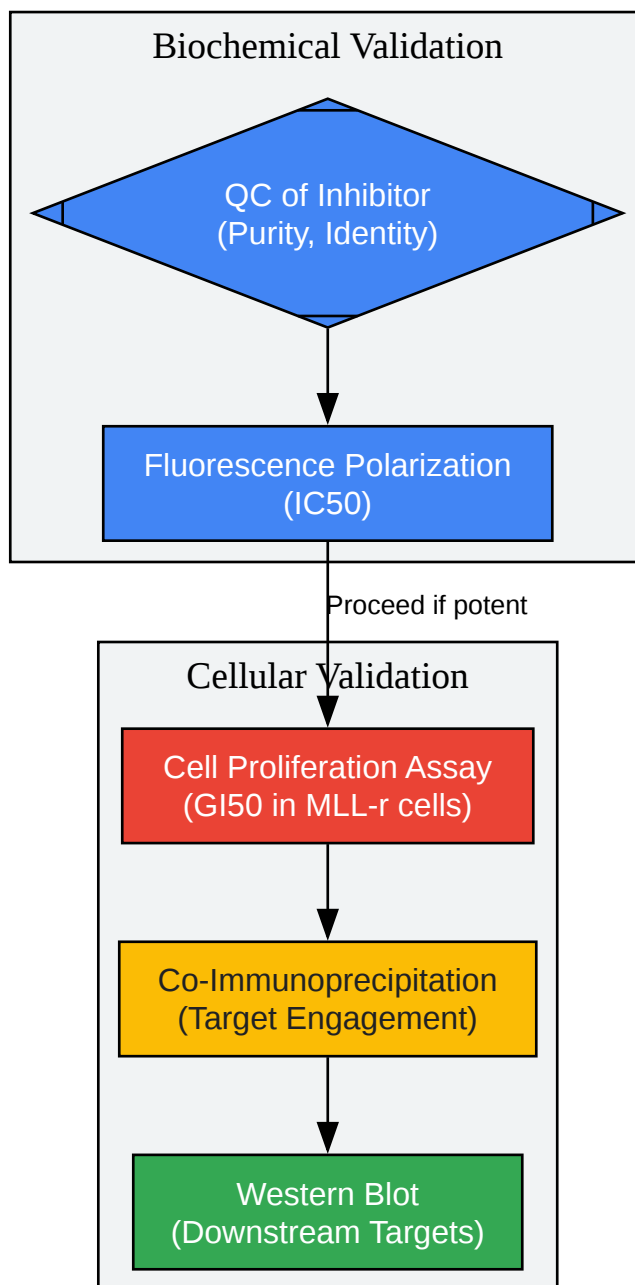 Biochemical Validation
QC of Inhibitor
(Purity, Identity)
Fluorescence Polarization
(IC50)
Proceed if potent
Cellular Validation
Cell Proliferation Assay
(GI50 in MLL-r cells)
Co-Immunoprecipitation
(Target Engagement)
Western Blot
(Downstream Targets)